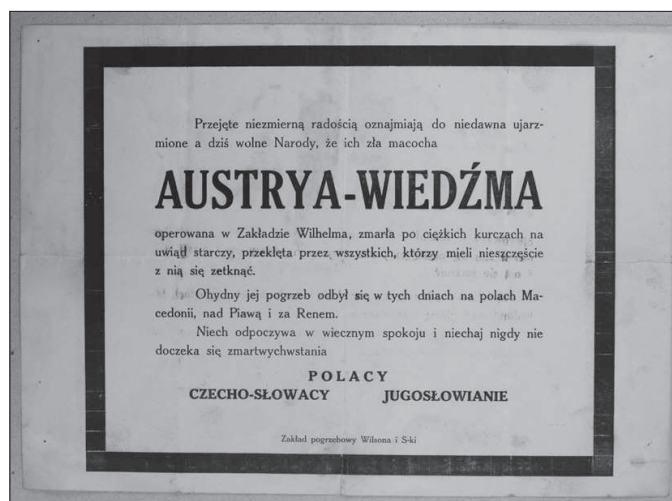 Przejęte niezmierną radością oznajmiają do niedawna ujarz-
mione a dziś wolne Narody, że ich zła macocha
AUSTRYA-WIEDŹMA
operowana w Zakładzie Wilhelma, zmarła po ciężkich kurczach na
uwiąd starczy, przeklęta przez wszystkich, którzy mieli nieszczęście
z nią się zetknąć.
Ohydny jej pogrzeb odbył się w tych dniach na polach Ma-
cedonii, nad Piawą i za Renem.
Niech odpoczywa w wiecznym spokoju i niechaj nigdy nie
doczeka się zmartwychwstania
POLACY
CZECHO-SŁOWACY JUGOSŁOWIANIE
Zakład pogrzebowy Wilsona i S-ki